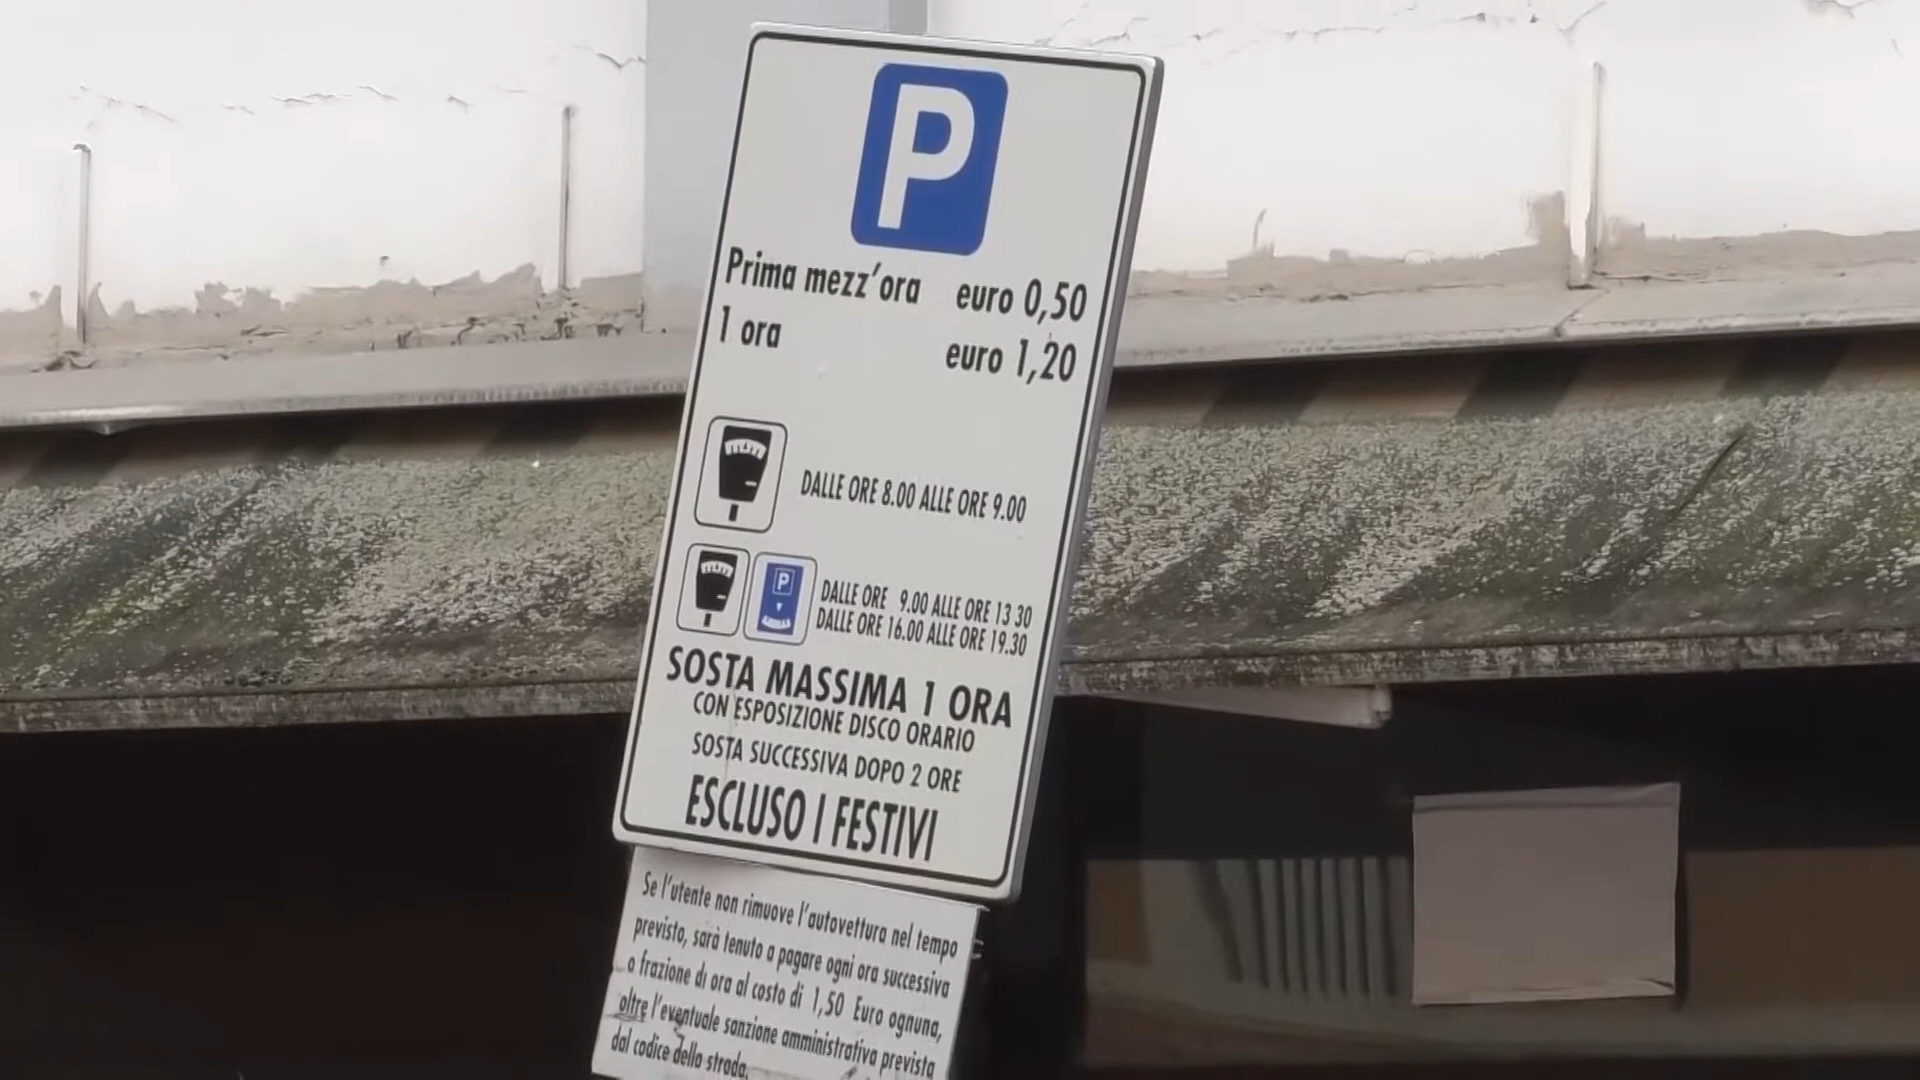 P
Prima mezz'ora euro 0,50
1 ora euro 1,20
DALLE ORE 8.00 ALLE ORE 9.00
P
DALLE ORE 9.00 ALLE ORE 13 30
DALLE ORE 16.00 ALLE ORE 19.30
SOSTA MASSIMA 1 ORA
CON ESPOSIZIONE DISCO ORARIO
SOSTA SUCCESSIVA DOPO 2 ORE
ESCLUSO I FESTIVI
Se l'utente non rimuove l'autovettura nel tempo
previsto, sarà tenuto a pagare ogni ora successiva
o frazione di ora al costo di 1,50 Euro ognuna,
oltre l'eventuale sanzione amministrativa prevista
dal codice della strada.